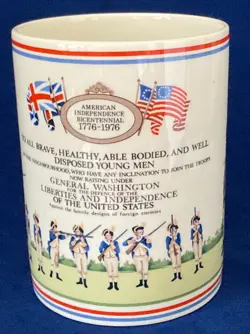 AMERICAN
INDEPENDENCE
BICENTENNIAL
1776-1976
TO ALL BRAVE, HEALTHY, ABLE BODIED, AND WELL
DISPOSED YOUNG MEN
NEIGHBOURHOOD, WHO HAVE ANY INCLINATION TO JOIN THE TROOPS
NOW RAISING UNDER
GENERAL WASHINGTON
FOR THE DEFENCE OF THE
LIBERTIES AND INDEPENDENCE
OF THE UNITED STATES
Against the hostile designs of foreign enemies